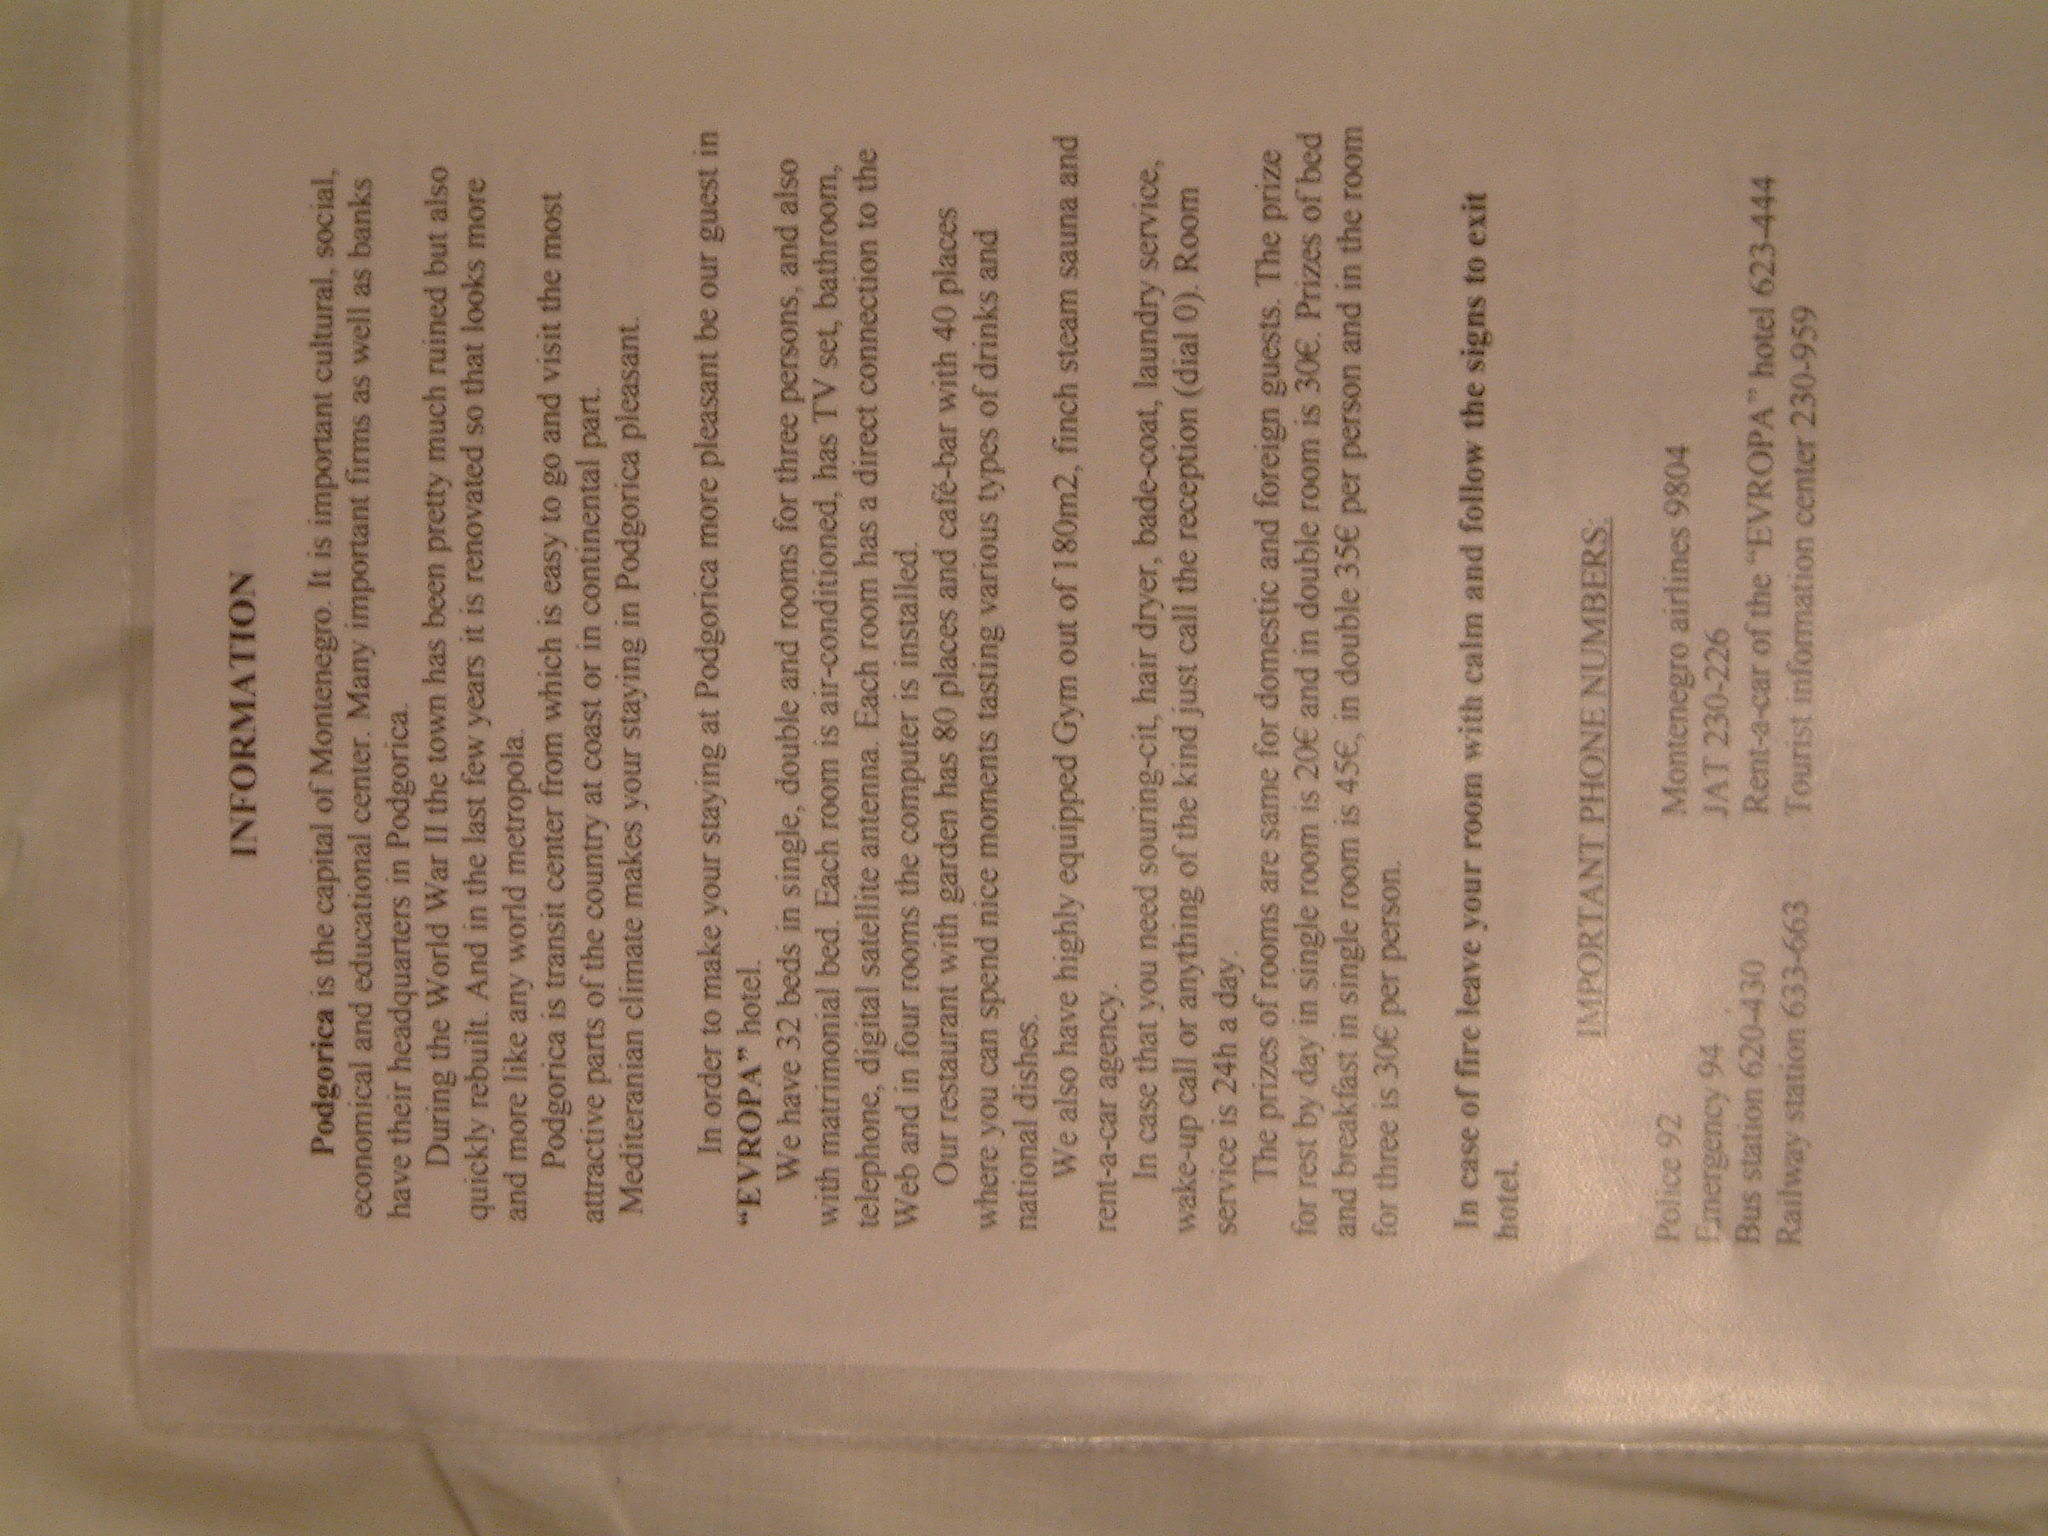 INFORMATION
Podgorica is the capital of Montenegro. It is important cultural, social,
economical and educational center. Many important firms as well as banks
have their headquarters in Podgorica.
During the World War II the town has been pretty much ruined but also
quickly rebuilt. And in the last few years it is renovated so that looks more
and more like any world metropola.
Podgorica is transit center from which is easy to go and visit the most
attractive parts of the country at coast or in continental part.
Mediteranian climate makes your staying in Podgorica pleasant.
In order to make your staying at Podgorica more pleasant be our guest in
“EVROPA” hotel.
We have 32 beds in single, double and rooms for three persons, and also
with matrimonial bed. Each room is air-conditioned, has TV set, bathroom,
telephone, digital satellite antenna. Each room has a direct connection to the
Web and in four rooms the computer is installed.
Our restaurant with garden has 80 places and café-bar with 40 places
where you can spend nice moments tasting various types of drinks and
national dishes.
We also have highly equipped Gym out of 180m2, finch steam sauna and
rent-a-car agency.
In case that you need souring-cit, hair dryer, bade-coat, laundry service,
wake-up call or anything of the kind just call the reception (dial 0). Room
service is 24h a day.
The prizes of rooms are same for domestic and foreign guests. The prize
for rest by day in single room is 20€ and in double room is 30€. Prizes of bed
and breakfast in single room is 45€, in double 35€ per person and in the room
for three is 30€ per person.
In case of fire leave your room with calm and follow the signs to exit
hotel.
IMPORTANT PHONE NUMBERS:
Police 92 Montenegro airlines 9804
Emergency 94 JAT 230-226
Bus station 620-430 Rent-a-car of the “EVROPA” hotel 623-444
Railway station 633-663 Tourist information center 230-959